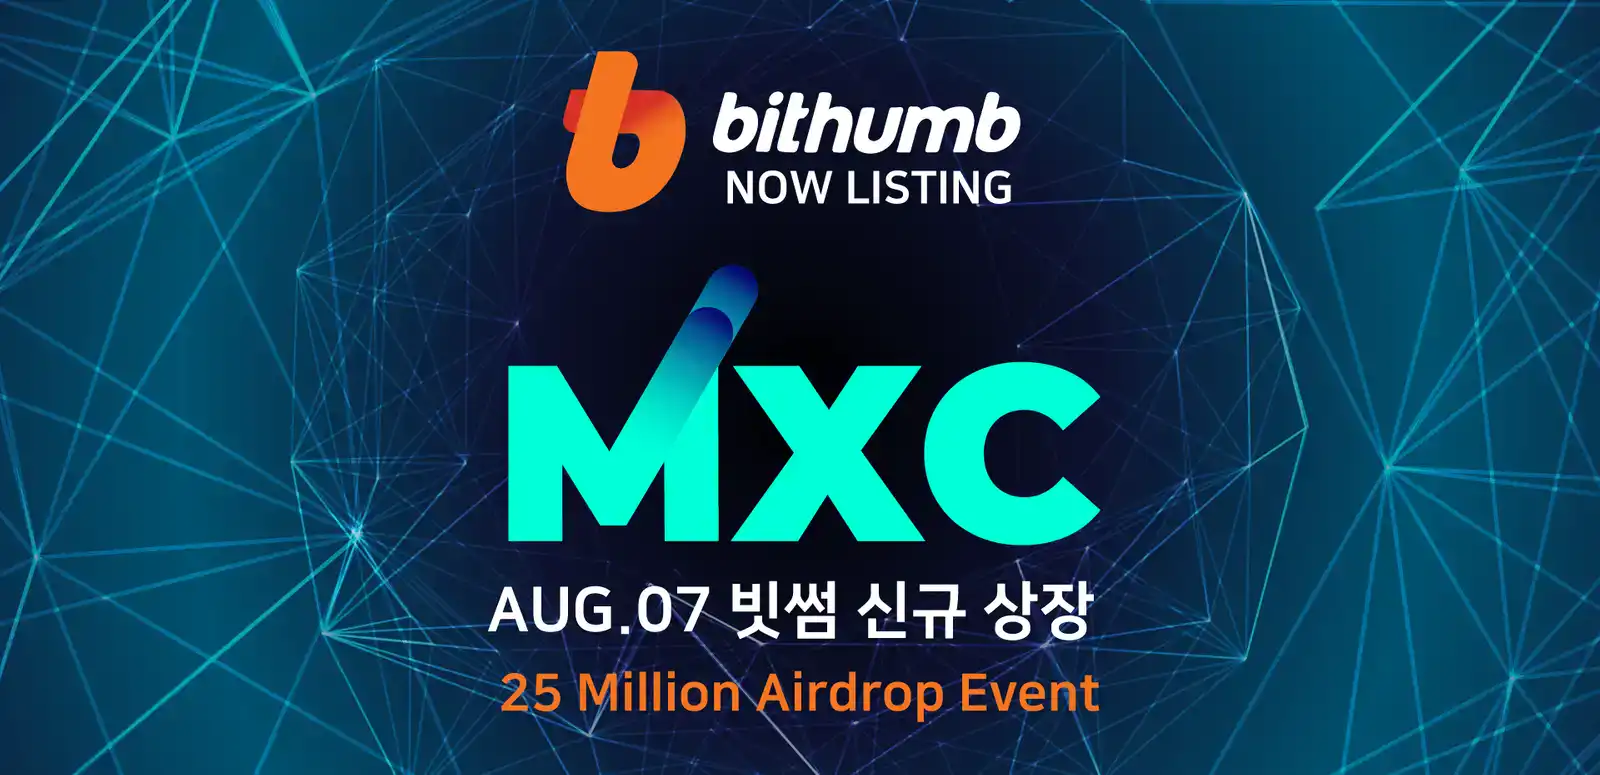 bithumb
NOW LISTING
MXC
AUG.07 빗썸 신규 상장
25 Million Airdrop Event